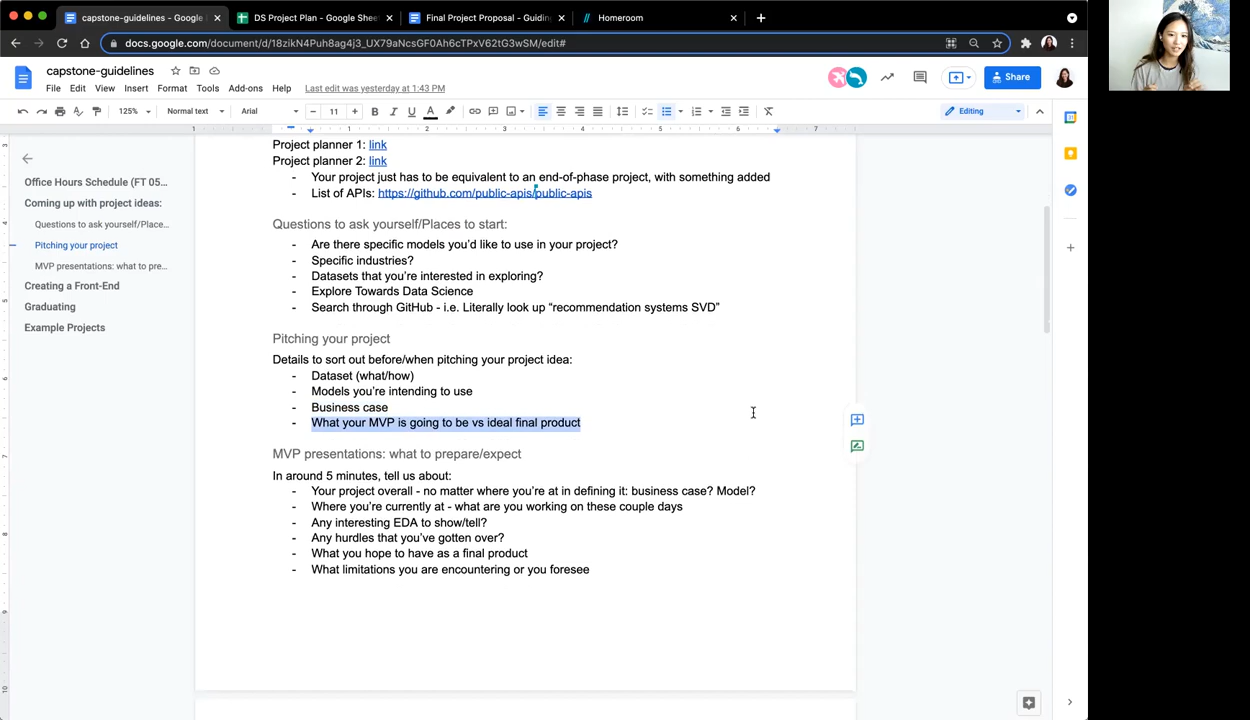 capstone-guidelines - Google
DS Project Plan - Google Shee
Final Project Proposal - Guidin
Homeroom
docs.google.com/document/d/18zikN4Puh8ag4j3_UX79aNcsGF0Ah6cTPxV62tG3wSM/edit#
capstone-guidelines
File Edit View Insert Format Tools Add-ons Help Last edit was yesterday at 1:43 PM
Share
125% Normal text Arial 11
Editing
1 1 2 3 4 5 6 7
Office Hours Schedule (FT 05...
Coming up with project ideas:
Questions to ask yourself/Place...
Pitching your project
MVP presentations: what to pre...
Creating a Front-End
Graduating
Example Projects
Project planner 1: link
Project planner 2: link
- Your project just has to be equivalent to an end-of-phase project, with something added
- List of APIs: https://github.com/public-apis/public-apis
Questions to ask yourself/Places to start:
- Are there specific models you'd like to use in your project?
- Specific industries?
- Datasets that you're interested in exploring?
- Explore Towards Data Science
- Search through GitHub - i.e. Literally look up “recommendation systems SVD”
Pitching your project
Details to sort out before/when pitching your project idea:
- Dataset (what/how)
- Models you're intending to use
- Business case
- What your MVP is going to be vs ideal final product
MVP presentations: what to prepare/expect
In around 5 minutes, tell us about:
- Your project overall - no matter where you're at in defining it: business case? Model?
- Where you're currently at - what are you working on these couple days
- Any interesting EDA to show/tell?
- Any hurdles that you've gotten over?
- What you hope to have as a final product
- What limitations you are encountering or you foresee